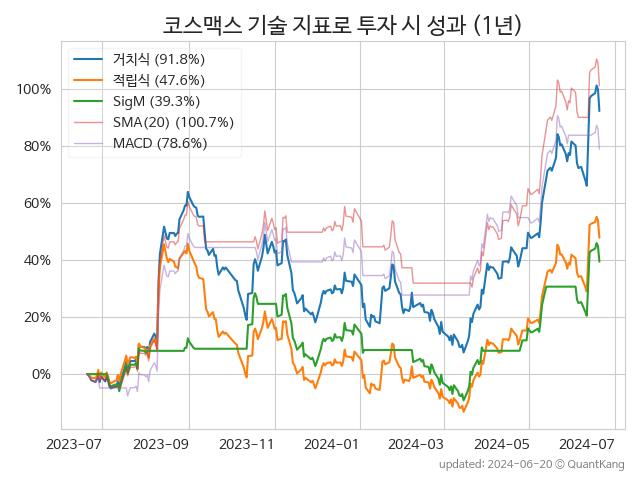 코스맥스 기술 지표로 투자 시 성과 (1년)
거치식 (91.8%)
적립식 (47.6%)
SigM (39.3%)
SMA(20) (100.7%)
MACD (78.6%)
100%
80%
60%
40%
20%
0%
2023-07 2023-09 2023-11 2024-01 2024-03 2024-05 2024-07
updated: 2024-06-20 © QuantKang